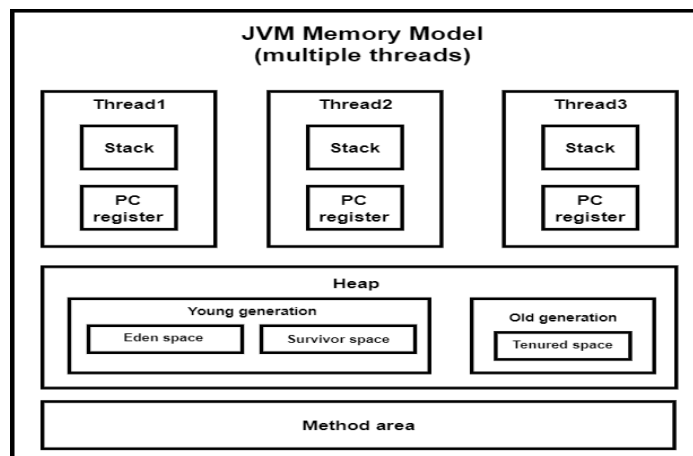 JVM Memory Model
(multiple threads)
Thread1
Stack
PC
register
Thread2
Stack
PC
register
Thread3
Stack
PC
register
Heap
Young generation
Eden space
Survivor space
Old generation
Tenured space
Method area